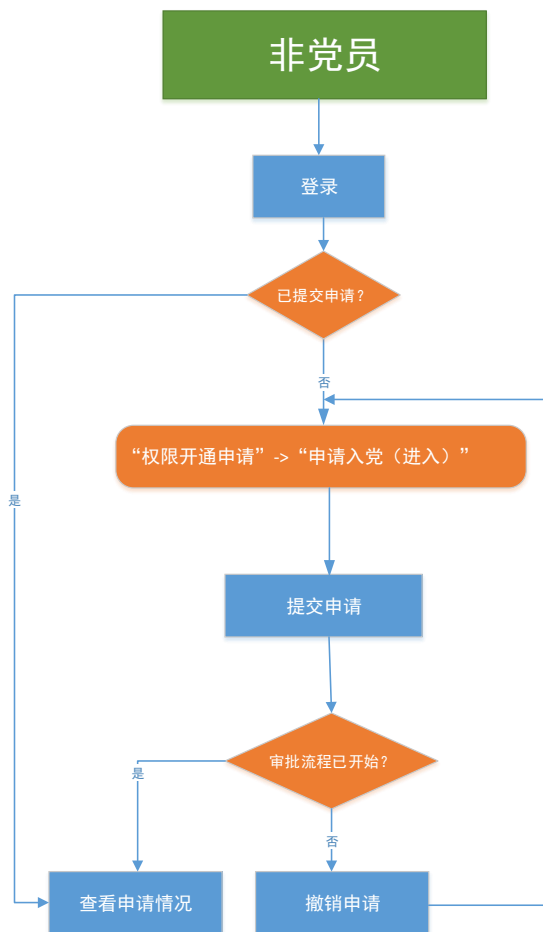 非党员
登录
已提交申请？
否
“权限开通申请”->“申请入党（进入）”
是
提交申请
审批流程已开始？
是
否
查看申请情况
撤销申请